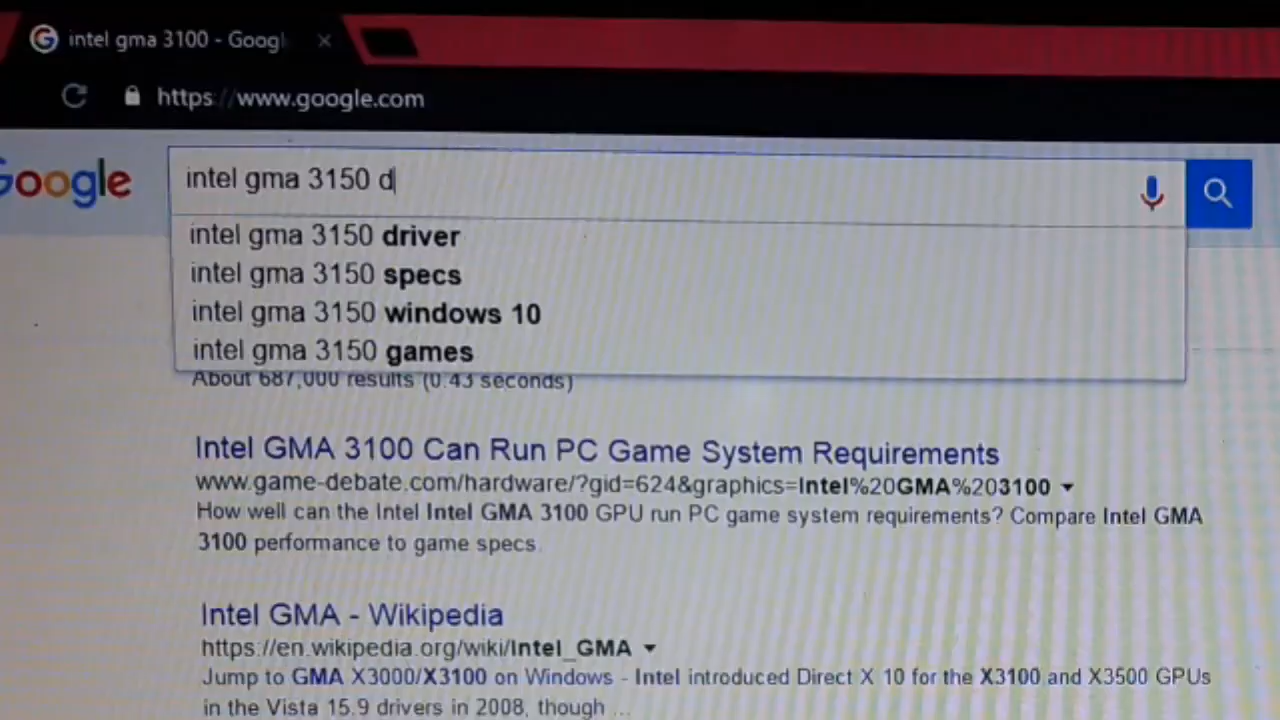 intel gma 3150 - Googl
https://www.google.com
Google
intel gma 3150 d
intel gma 3150 driver
intel gma 3150 specs
intel gma 3150 windows 10
intel gma 3150 games
About 687,000 results (0.43 seconds)
Intel GMA 3100 Can Run PC Game System Requirements
www.game-debate.com/hardware/?gid=624&graphics=Intel%20GMA%203100
How well can the Intel Intel GMA 3100 GPU run PC game system requirements? Compare Intel GMA
3100 performance to game specs.
Intel GMA - Wikipedia
https://en.wikipedia.org/wiki/Intel_GMA
Jump to GMA X3000/X3100 on Windows - Intel introduced Direct X 10 for the X3100 and X3500 GPUs
in the Vista 15.9 drivers in 2008, though ...